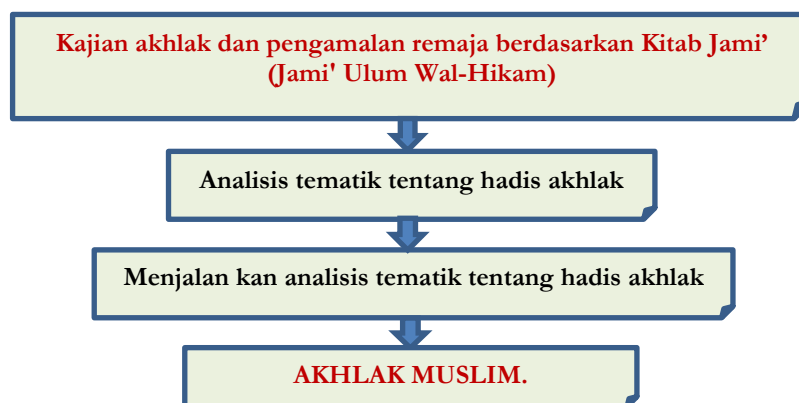 Kajian akhlak dan pengamalan remaja berdasarkan Kitab Jami’
(Jami' Ulum Wal-Hikam)
Analisis tematik tentang hadis akhlak
Menjalan kan analisis tematik tentang hadis akhlak
AKHLAK MUSLIM.